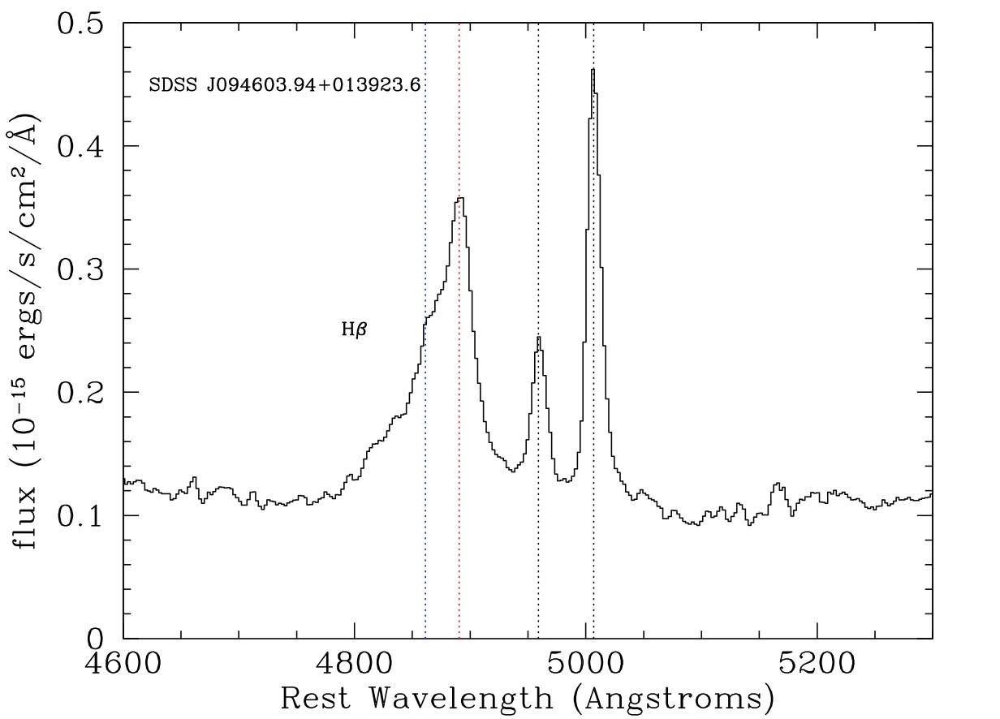 0.5
SDSS J094603.94+013923.6
0.4
0.3
Hβ
0.2
0.1
0
4600 4800 5000 5200
Rest Wavelength (Angstroms)
flux (10⁻¹⁵ ergs/s/cm²/Å)